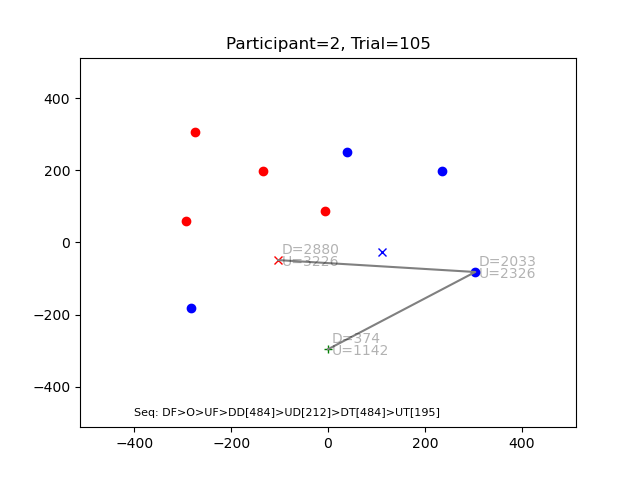 Participant=2, Trial=105
400
200
0
−200
−400
D=2880
U=3226
D=2033
U=2326
D=374
U=1142
Seq: DF>O>UF>DD[484]>UD[212]>DT[484]>UT[195]
−400
−200
0
200
400